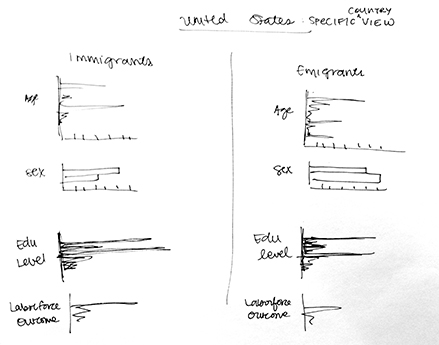 COUNTRY
United States SPECIFIC ^ VIEW
Immigrants
Emigrants
Age
Age
sex
sex
Edu
Level
Edu
level
Laborforce
Outcome
Laborforce
Outcome